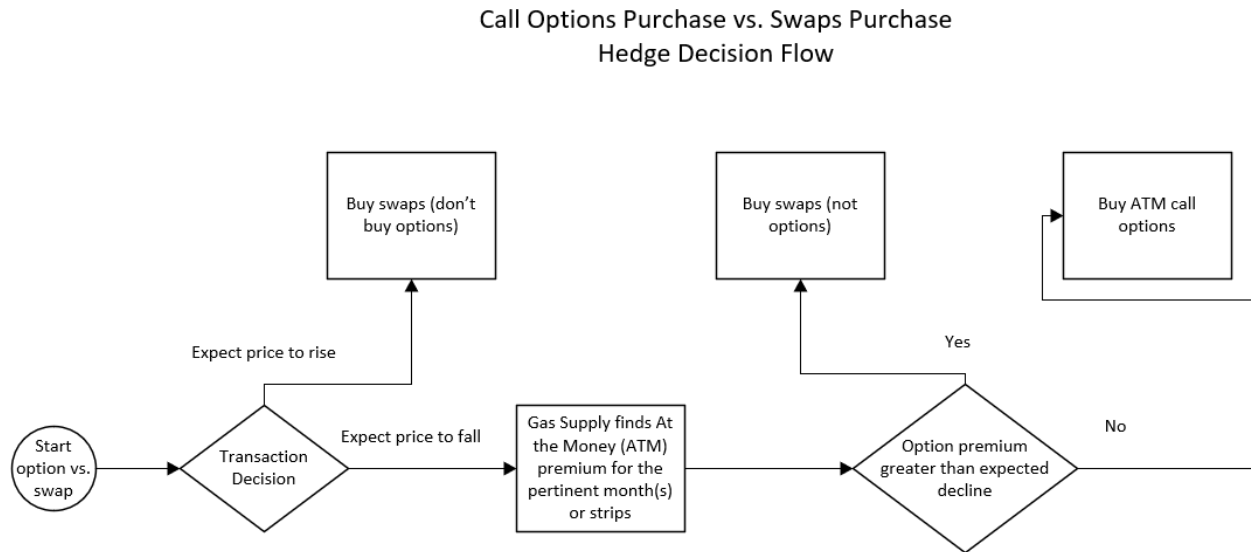 Call Options Purchase vs. Swaps Purchase
Hedge Decision Flow
Buy swaps (don’t
buy options)
Buy swaps (not
options)
Buy ATM call
options
Expect price to rise
Yes
Start
option vs.
swap
Transaction
Decision
Expect price to fall
Gas Supply finds At
the Money (ATM)
premium for the
pertinent month(s)
or strips
Option premium
greater than expected
decline
No